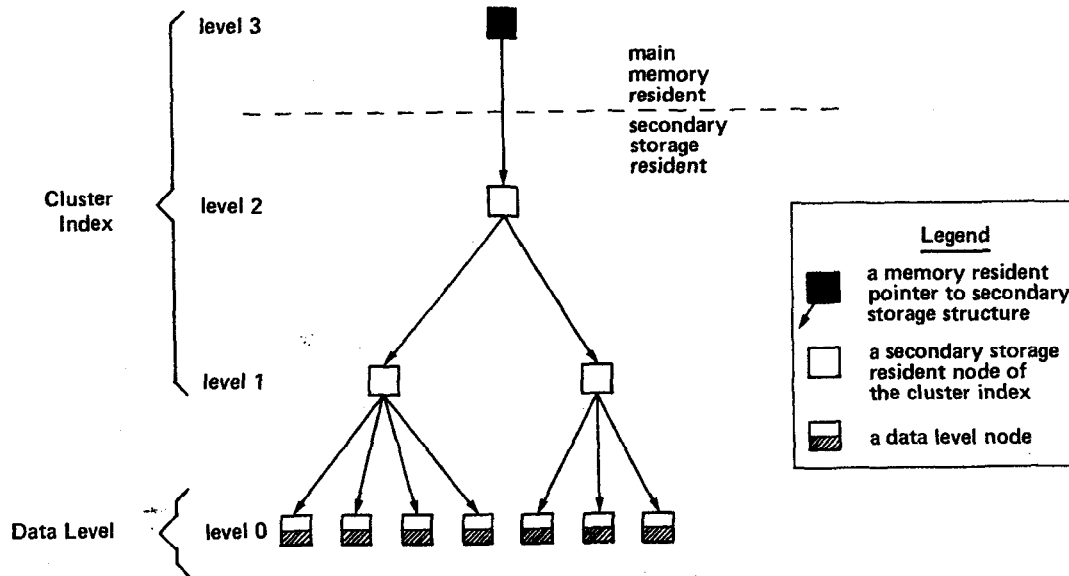 level 3
main
memory
resident
secondary
storage
resident
Cluster
Index
level 2
level 1
Data Level
level 0
Legend
a memory resident
pointer to secondary
storage structure
a secondary storage
resident node of
the cluster index
a data level node